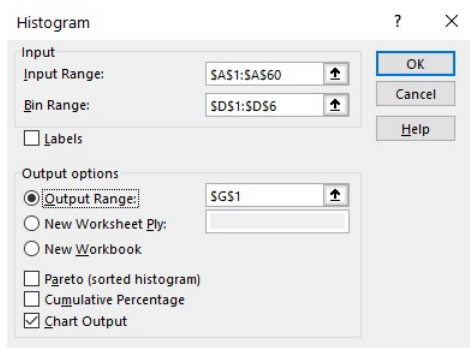 Histogram ? ×
Input
Input Range: $A$1:$A$60
Bin Range: $D$1:$D$6
Labels
OK
Cancel
Help
Output options
Output Range: $G$1
New Worksheet Ply:
New Workbook
Pareto (sorted histogram)
Cumulative Percentage
Chart Output